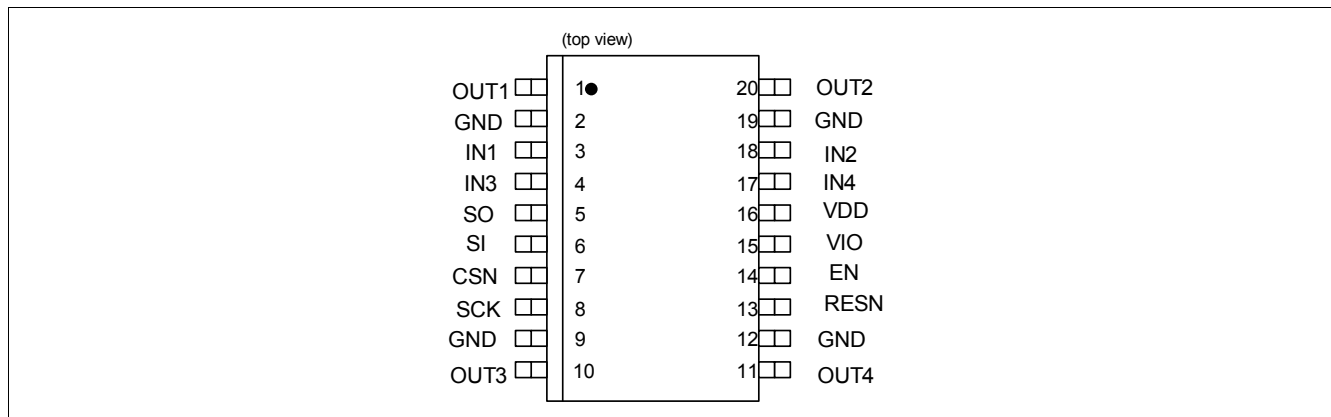 (top view)
OUT1 1 20 OUT2
GND 2 19 GND
IN1 3 18 IN2
IN3 4 17 IN4
SO 5 16 VDD
SI 6 15 VIO
CSN 7 14 EN
SCK 8 13 RESN
GND 9 12 GND
OUT3 10 11 OUT4